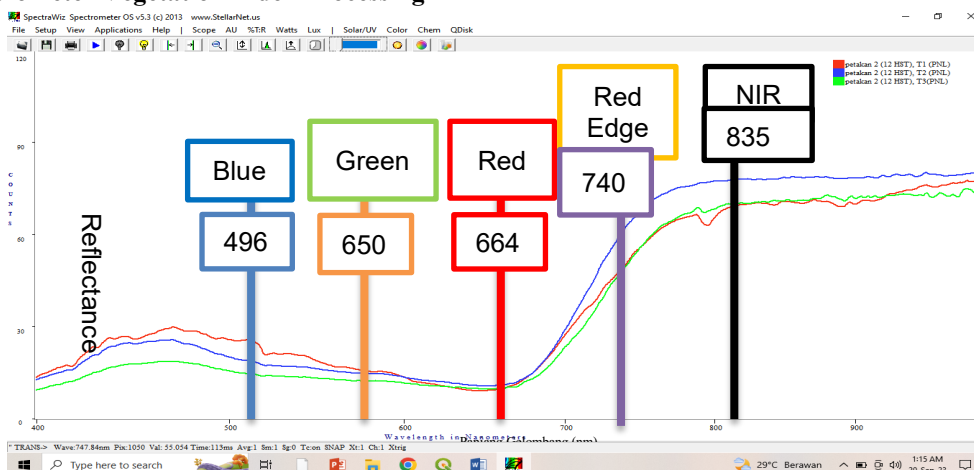 SpectraWiz Spectrometer OS v5.3 (c) 2013 www.StellarNet.us
File Setup View Applications Help | Scope AU %T:R Watts Lux | Solar/UV Color Chem QDisk
120
90
60
30
0
COUNTS
Reflectance
petakan 2 (12 HST), T1 (PNL)
petakan 2 (12 HST), T2 (PNL)
petakan 2 (12 HST), T3(PNL)
Blue
496
Green
650
Red
664
Red
Edge
740
NIR
835
400 500 600 700 800 900
Wavelength in Nanometers
Panjang Gelombang (nm)
TRANS-> Wave:747.84nm Pix:1050 Val:55.054 Time:115ms Avg:1 Sm:1 Sg:0 Tc:on SNAP Xt:1 Ch:1 Xtrig
Type here to search
29°C Berawan
1:15 AM